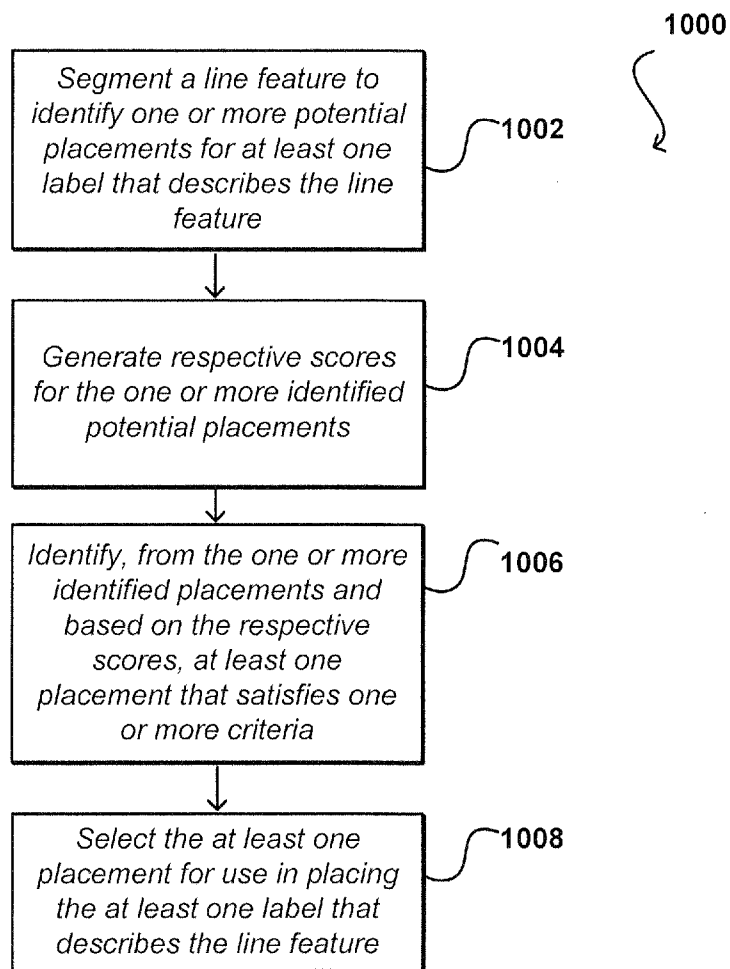 1000
Segment a line feature to
identify one or more potential
placements for at least one
label that describes the line
feature
1002
Generate respective scores
for the one or more identified
potential placements
1004
Identify, from the one or more
identified placements and
based on the respective
scores, at least one
placement that satisfies one
or more criteria
1006
Select the at least one
placement for use in placing
the at least one label that
describes the line feature
1008